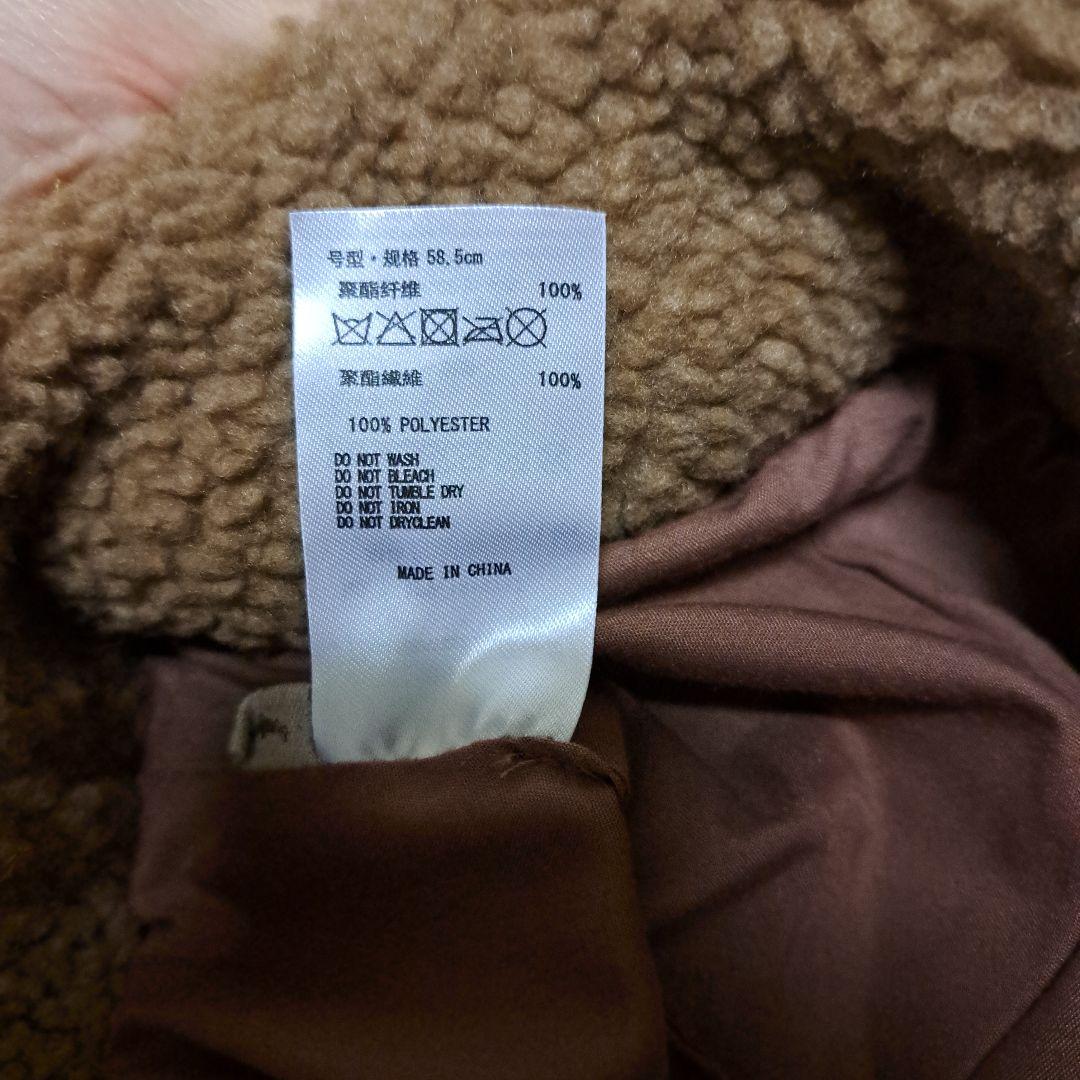 号型・规格 58.5cm
聚酯纤维 100%
聚酯纖維 100%
100% POLYESTER
DO NOT WASH
DO NOT BLEACH
DO NOT TUMBLE DRY
DO NOT IRON
DO NOT DRYCLEAN
MADE IN CHINA